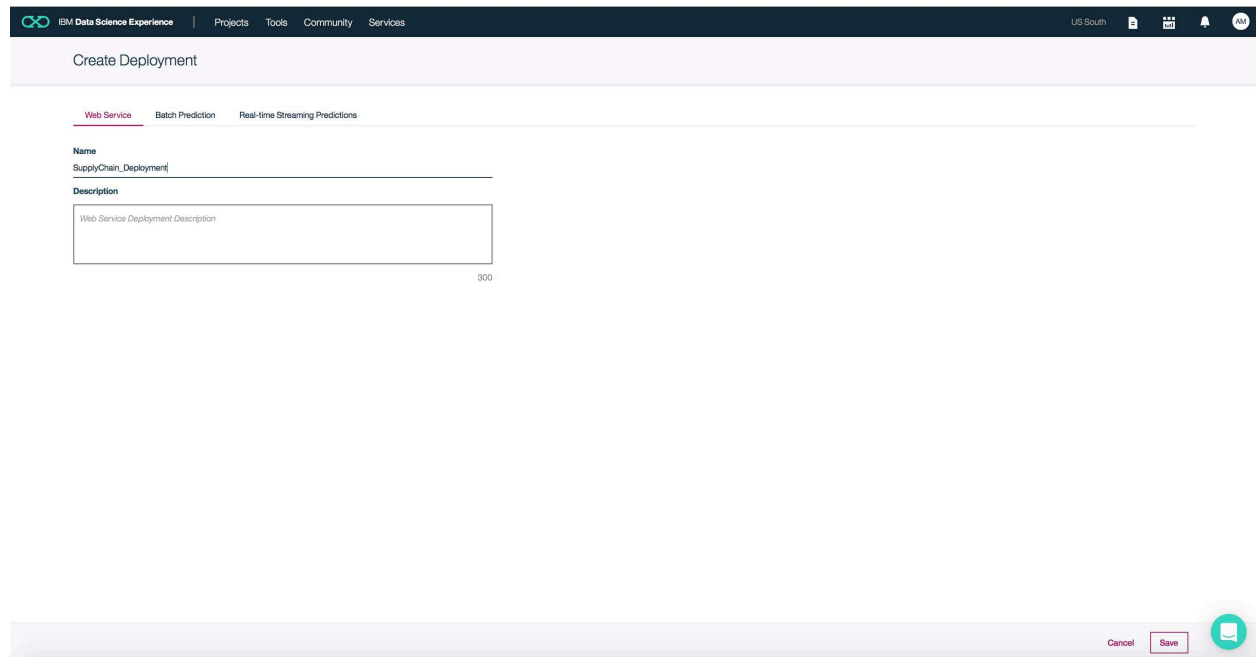 IBM Data Science Experience | Projects Tools Community Services US South AM
Create Deployment
Web Service Batch Prediction Real-time Streaming Predictions
Name
SupplyChain_Deployment
Description
Web Service Deployment Description
300
Cancel Save